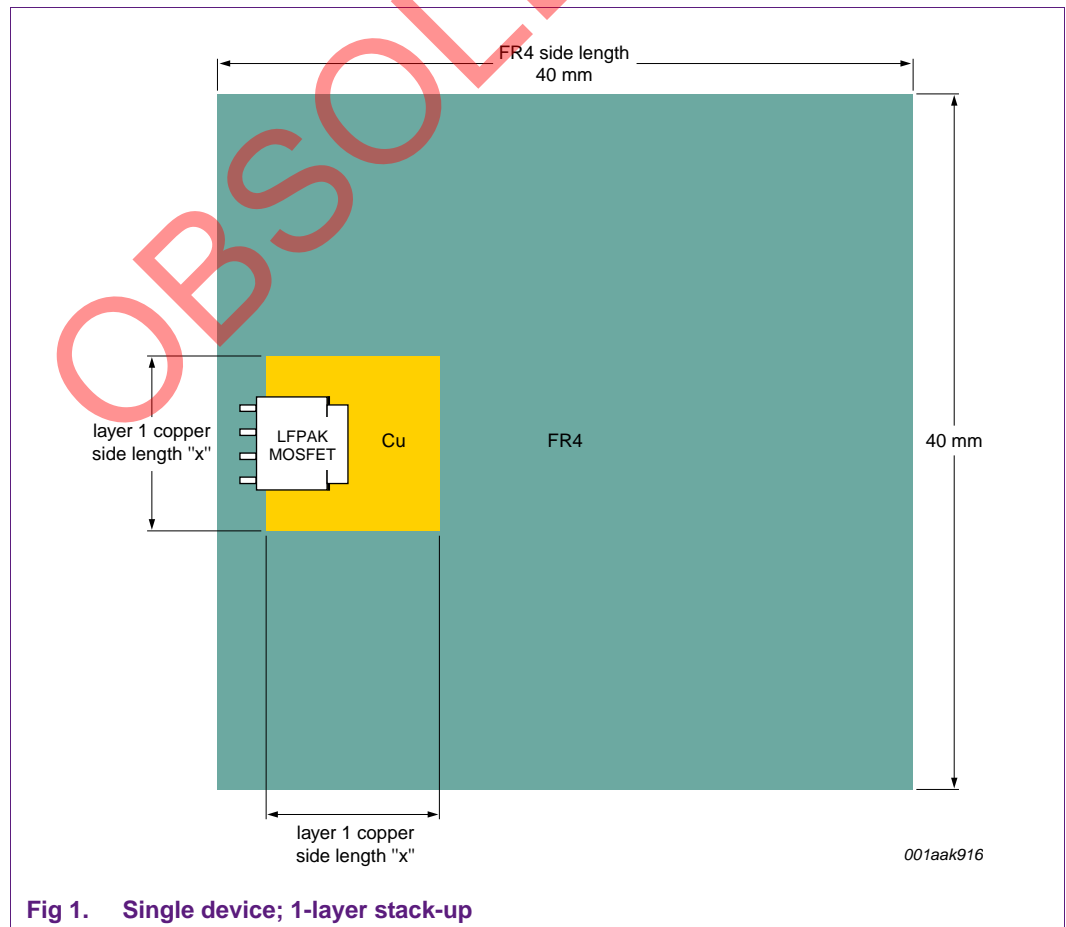 OBSOLE
FR4 side length
40 mm
layer 1 copper
side length "x"
LFPAK
MOSFET
Cu
FR4
40 mm
layer 1 copper
side length "x"
001aak916
Fig 1. Single device; 1-layer stack-up